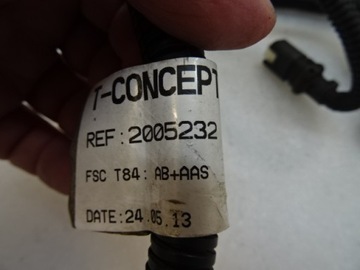 T-CONCEPT
REF: 2005232
FSC T84: AB+AAS
DATE: 24.05.13